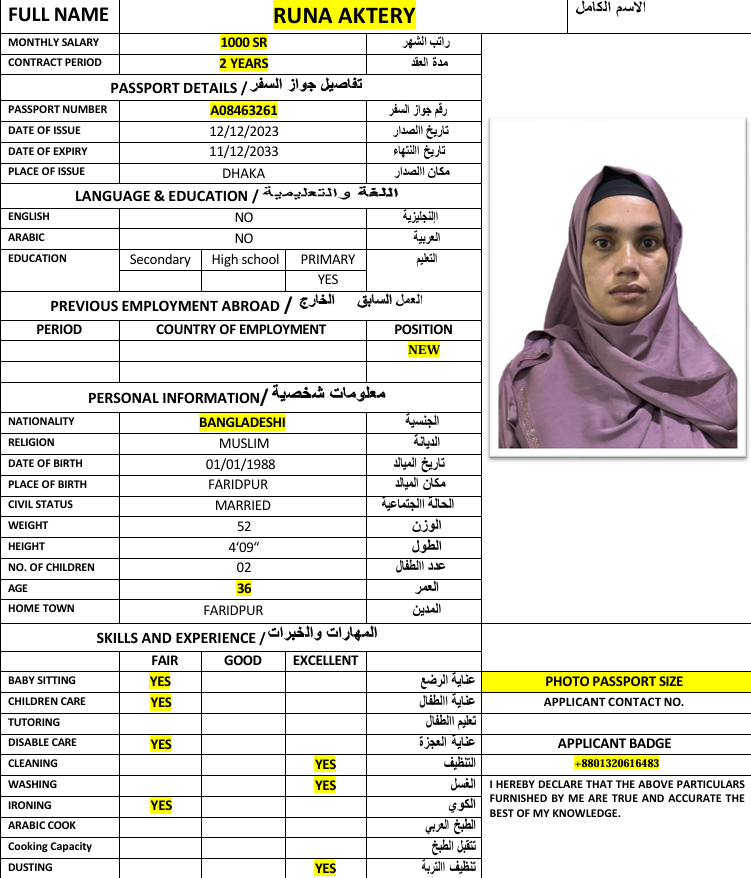 FULL NAME RUNA AKTERY الاسم الكامل
MONTHLY SALARY 1000 SR راتب الشهر
CONTRACT PERIOD 2 YEARS مدة العقد
PASSPORT DETAILS / تفاصيل جواز السفر
PASSPORT NUMBER A08463261 رقم جواز السفر
DATE OF ISSUE 12/12/2023 تاريخ االصدار
DATE OF EXPIRY 11/12/2033 تاريخ االنتهاء
PLACE OF ISSUE DHAKA مكان االصدار
LANGUAGE & EDUCATION / اللغة والتعليمية
ENGLISH NO اإلنجليزية
ARABIC NO العربية
EDUCATION Secondary High school PRIMARY التعليم
YES
PREVIOUS EMPLOYMENT ABROAD / العمل السابق الخارج
PERIOD COUNTRY OF EMPLOYMENT POSITION
NEW
PERSONAL INFORMATION/ معلومات شخصية
NATIONALITY BANGLADESHI الجنسية
RELIGION MUSLIM الديانة
DATE OF BIRTH 01/01/1988 تاريخ الميالد
PLACE OF BIRTH FARIDPUR مكان الميالد
CIVIL STATUS MARRIED الحالة االجتماعية
WEIGHT 52 الوزن
HEIGHT 4‘09“ الطول
NO. OF CHILDREN 02 عدد االطفال
AGE 36 العمر
HOME TOWN FARIDPUR المدين
SKILLS AND EXPERIENCE / المهارات والخبرات
FAIR GOOD EXCELLENT
BABY SITTING YES عناية الرضع
CHILDREN CARE YES عناية االطفال
TUTORING تعليم االطفال
DISABLE CARE YES عناية العجزة
CLEANING YES التنظيف
WASHING YES الغسل
IRONING YES الكوي
ARABIC COOK الطبخ العربي
Cooking Capacity تتقبل الطبخ
DUSTING YES تنظيف االتربة
PHOTO PASSPORT SIZE
APPLICANT CONTACT NO.
APPLICANT BADGE
+8801320616483
I HEREBY DECLARE THAT THE ABOVE PARTICULARS
FURNISHED BY ME ARE TRUE AND ACCURATE THE
BEST OF MY KNOWLEDGE.